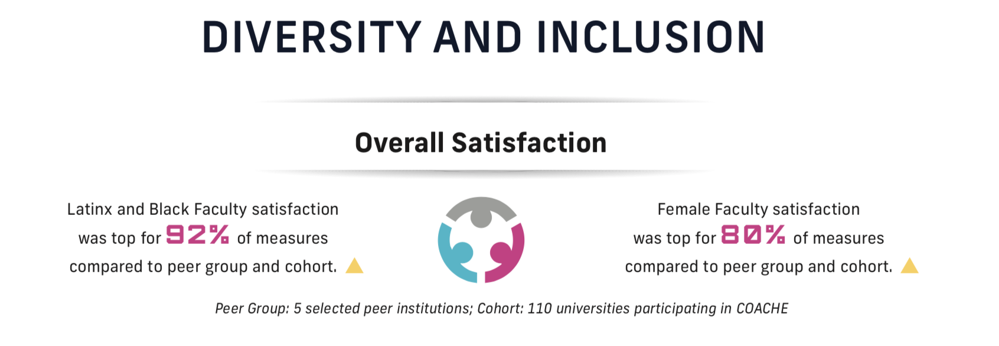 DIVERSITY AND INCLUSION
Overall Satisfaction
Latinx and Black Faculty satisfaction
was top for 92% of measures
compared to peer group and cohort.
Female Faculty satisfaction
was top for 80% of measures
compared to peer group and cohort.
Peer Group: 5 selected peer institutions; Cohort: 110 universities participating in COACHE